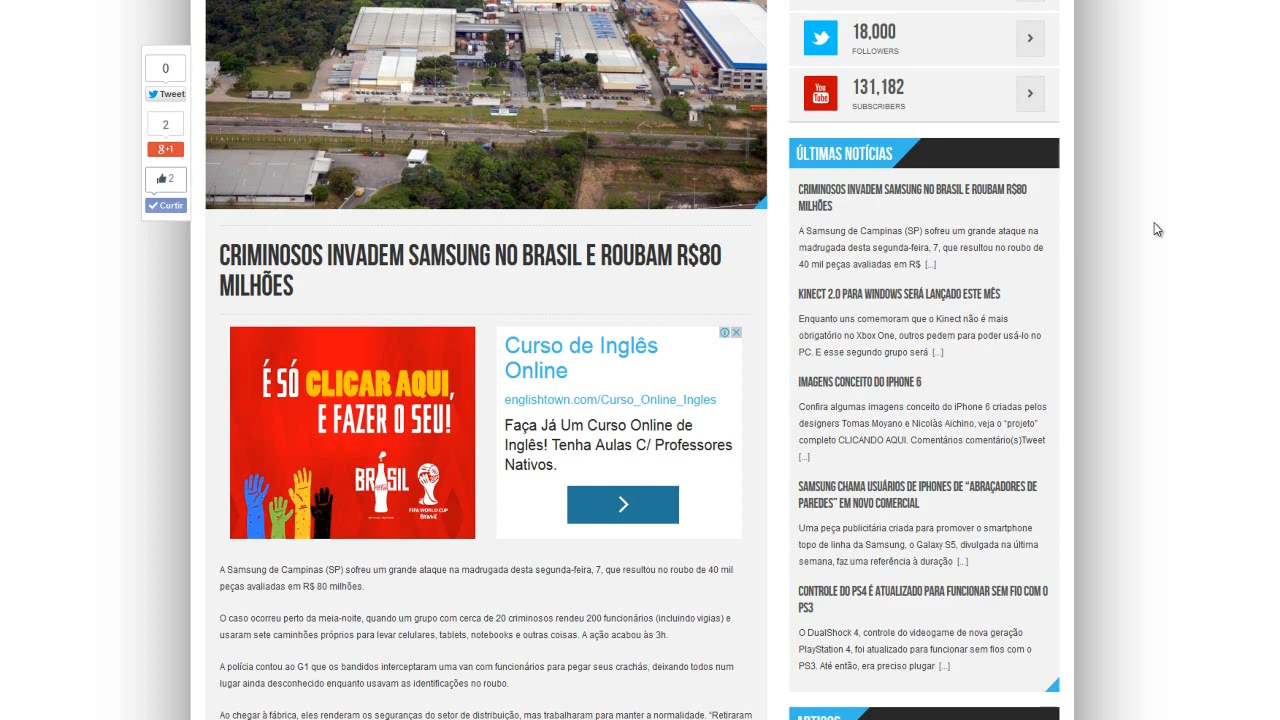 0
Tweet
2
g+1
2
Curtir
CRIMINOSOS INVADEM SAMSUNG NO BRASIL E ROUBAM R$80
MILHÕES
É SÓ CLICAR AQUI,
E FAZER O SEU!
BRASIL
FIFA WORLD CUP
Brasil
Curso de Inglês
Online
englishtown.com/Curso_Online_Ingles
Faça Já Um Curso Online de
Inglês! Tenha Aulas C/ Professores
Nativos.
A Samsung de Campinas (SP) sofreu um grande ataque na madrugada desta segunda-feira, 7, que resultou no roubo de 40 mil
peças avaliadas em R$ 80 milhões.
O caso ocorreu perto da meia-noite, quando um grupo com cerca de 20 criminosos rendeu 200 funcionários (incluindo vigias) e
usaram sete caminhões próprios para levar celulares, tablets, notebooks e outras coisas. A ação acabou às 3h.
A polícia contou ao G1 que os bandidos interceptaram uma van com funcionários para pegar seus crachás, deixando todos num
lugar ainda desconhecido enquanto usavam as identificações no roubo.
Ao chegar à fábrica, eles renderam os seguranças do setor de distribuição, mas trabalharam para manter a normalidade. “Retiraram
18,000
FOLLOWERS
You
Tube
131,182
SUBSCRIBERS
ÚLTIMAS NOTÍCIAS
CRIMINOSOS INVADEM SAMSUNG NO BRASIL E ROUBAM R$80
MILHÕES
A Samsung de Campinas (SP) sofreu um grande ataque na
madrugada desta segunda-feira, 7, que resultou no roubo de
40 mil peças avaliadas em R$ [...]
KINECT 2.0 PARA WINDOWS SERÁ LANÇADO ESTE MÊS
Enquanto uns comemoram que o Kinect não é mais
obrigatório no Xbox One, outros pedem para poder usá-lo no
PC. E esse segundo grupo será [...]
IMAGENS CONCEITO DO IPHONE 6
Confira algumas imagens conceito do iPhone 6 criadas pelos
designers Tomas Moyano e Nicolàs Aichino, veja o “projeto”
completo CLICANDO AQUI. Comentários comentário(s)Tweet
[...]
SAMSUNG CHAMA USUÁRIOS DE IPHONES DE “ABRAÇADORES DE
PAREDES” EM NOVO COMERCIAL
Uma peça publicitária criada para promover o smartphone
topo de linha da Samsung, o Galaxy S5, divulgada na última
semana, faz uma referência à duração [...]
CONTROLE DO PS4 É ATUALIZADO PARA FUNCIONAR SEM FIO COM O
PS3
O DualShock 4, controle do videogame de nova geração
PlayStation 4, foi atualizado para funcionar sem fios com o
PS3. Até então, era preciso plugar [...]
ARTIGOS